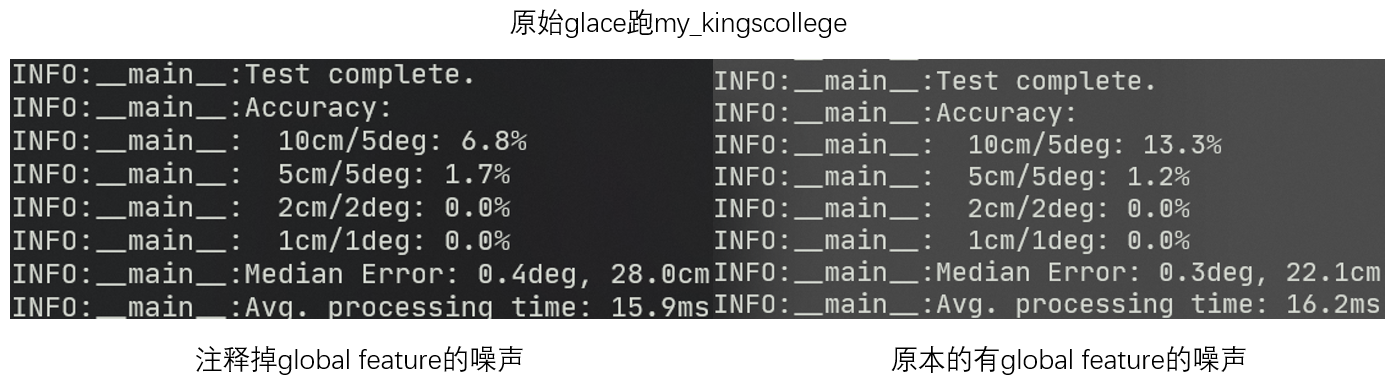 原始glace跑my_kingscollege
INFO:__main__:Test complete.
INFO:__main__:Accuracy:
INFO:__main__:  10cm/5deg: 6.8%
INFO:__main__:  5cm/5deg: 1.7%
INFO:__main__:  2cm/2deg: 0.0%
INFO:__main__:  1cm/1deg: 0.0%
INFO:__main__:Median Error: 0.4deg, 28.0cm
INFO:__main__:Avg. processing time: 15.9ms
注释掉global feature的噪声
INFO:__main__:Test complete.
INFO:__main__:Accuracy:
INFO:__main__:  10cm/5deg: 13.3%
INFO:__main__:  5cm/5deg: 1.2%
INFO:__main__:  2cm/2deg: 0.0%
INFO:__main__:  1cm/1deg: 0.0%
INFO:__main__:Median Error: 0.3deg, 22.1cm
INFO:__main__:Avg. processing time: 16.2ms
原本的有global feature的噪声